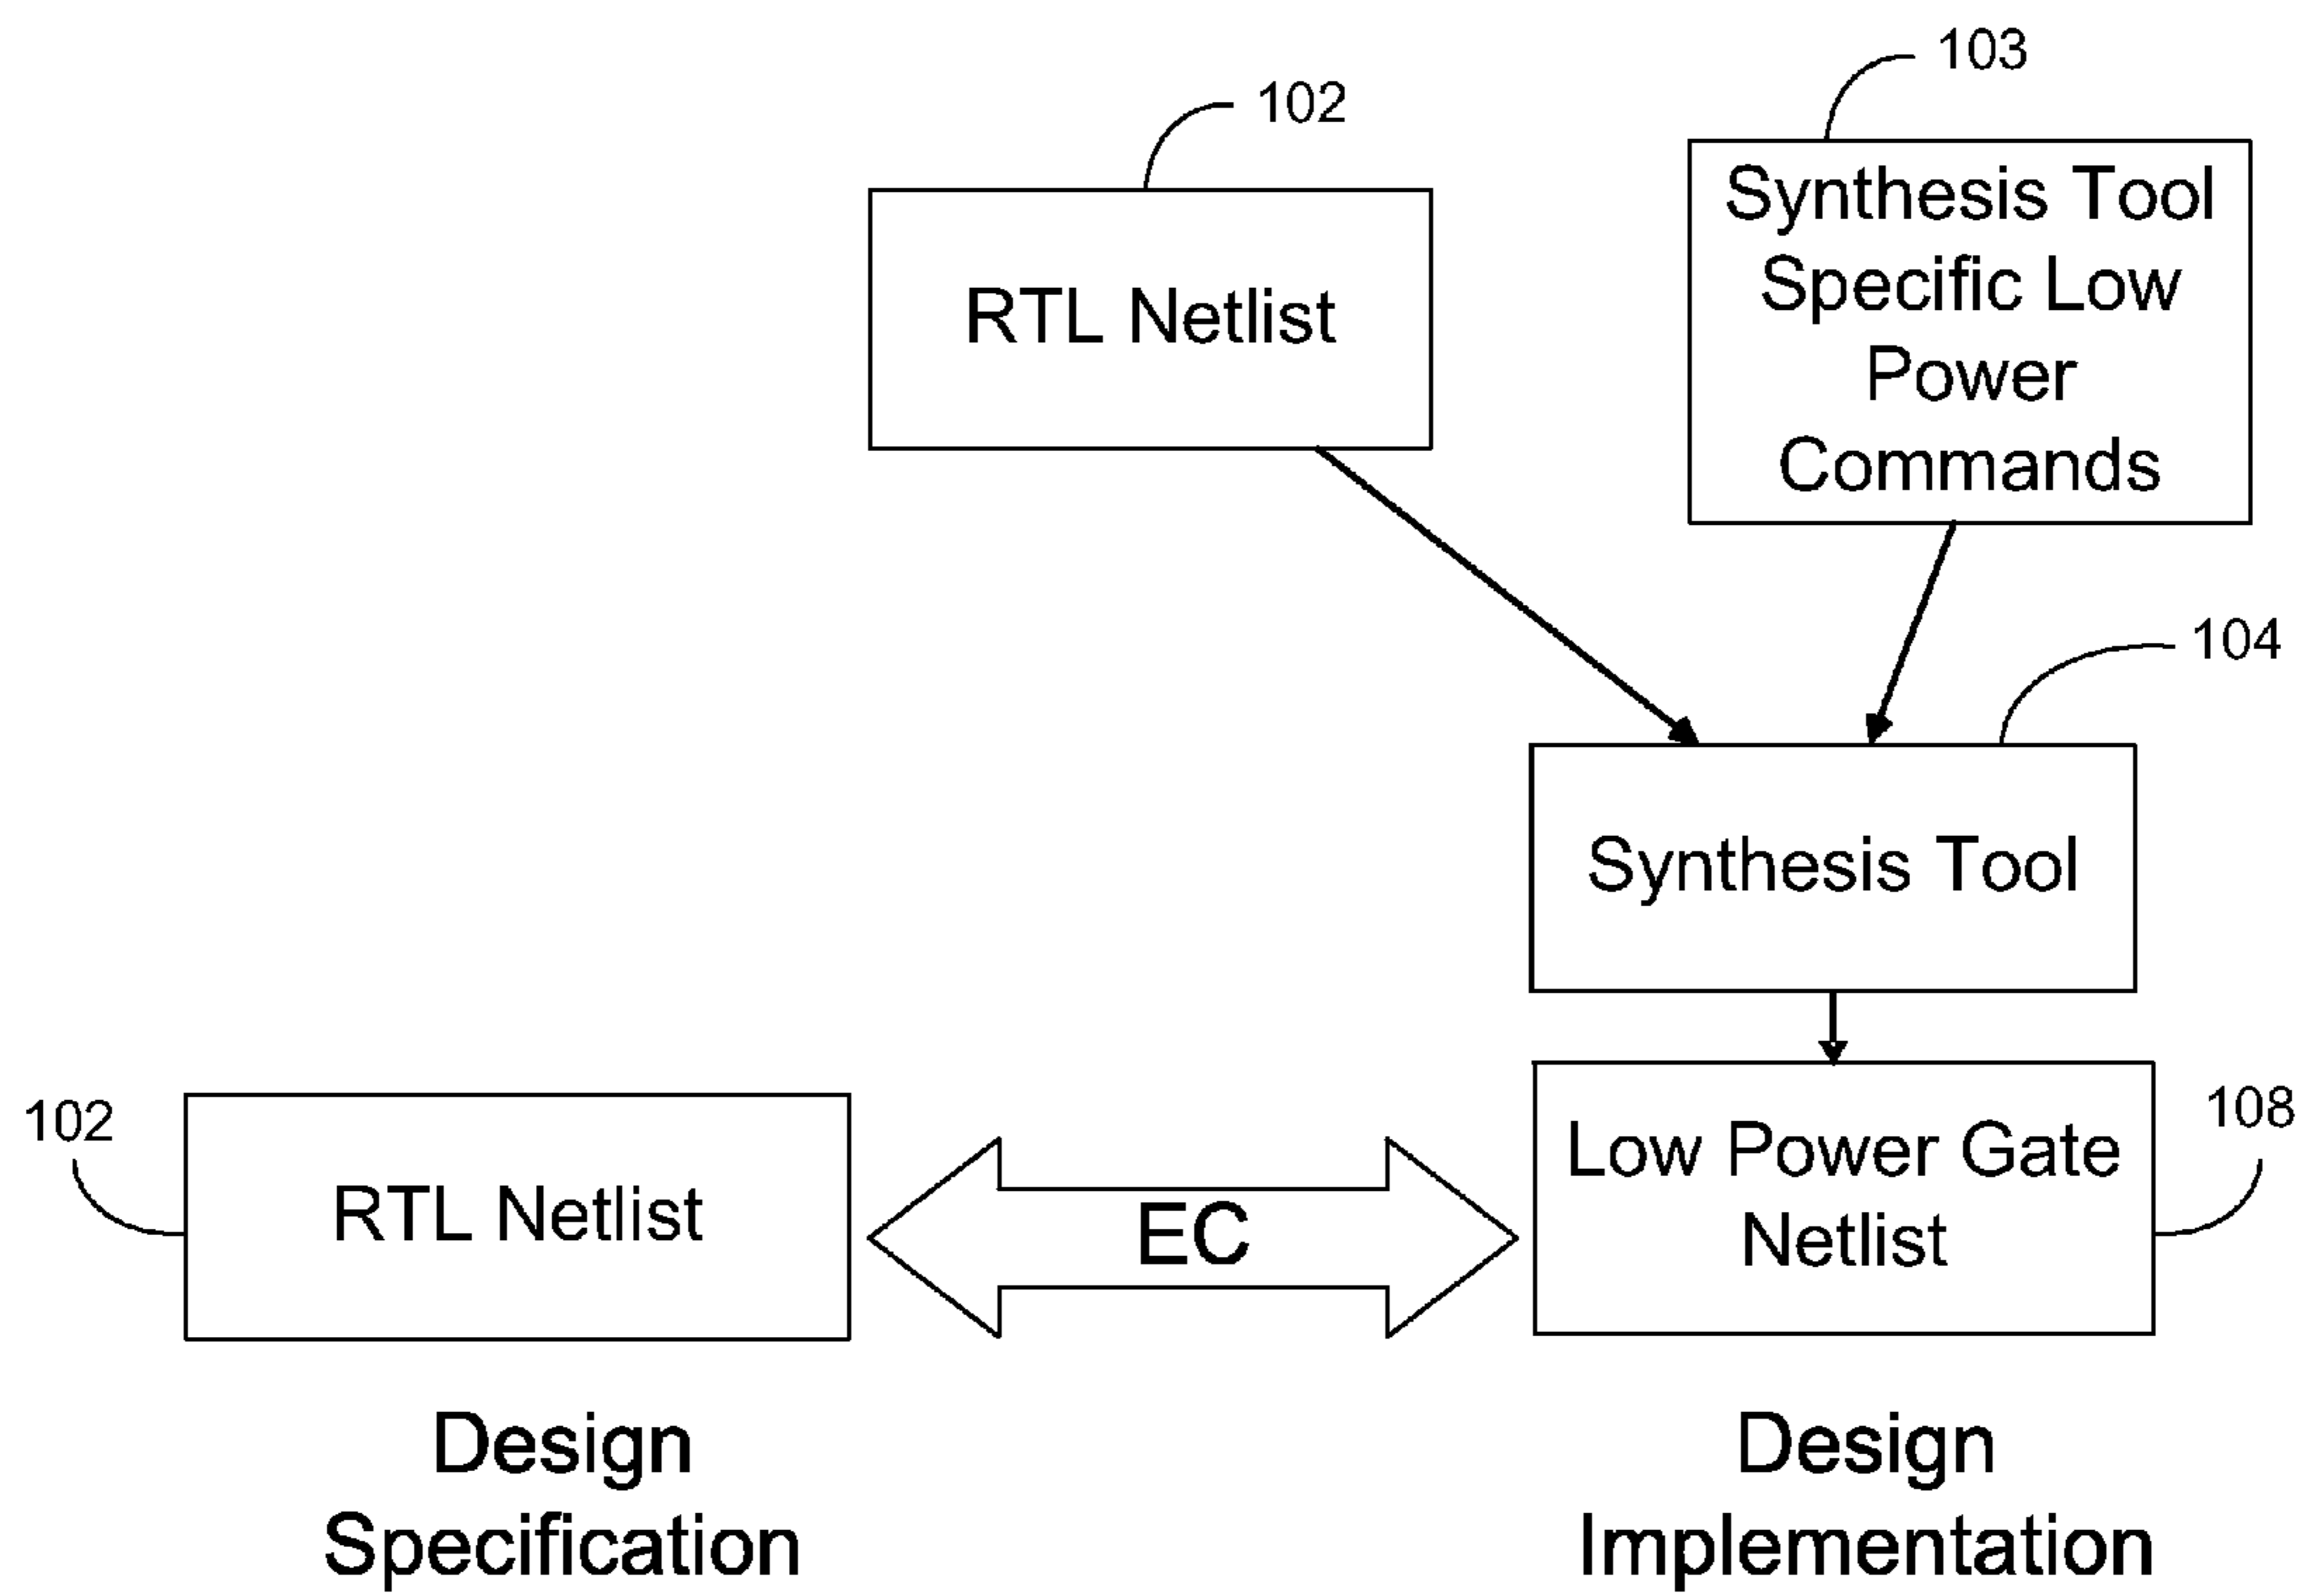 103
102
Synthesis Tool
Specific Low
Power
Commands
RTL Netlist
104
Synthesis Tool
102
RTL Netlist
EC
Low Power Gate
Netlist
108
Design
Specification
Design
Implementation